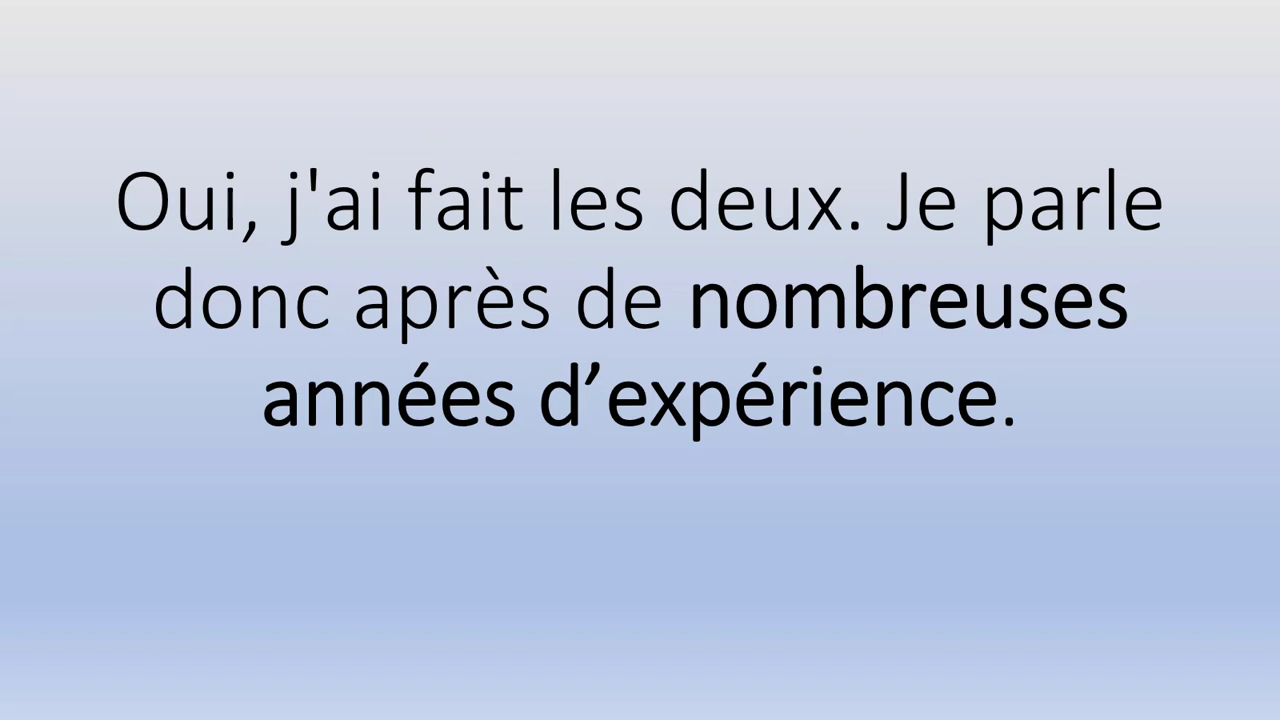 Oui, j'ai fait les deux. Je parle
donc après de nombreuses
années d’expérience.